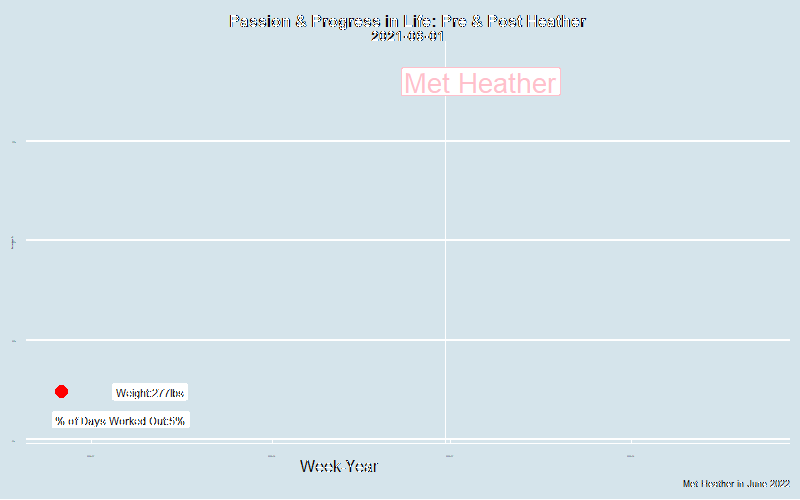 Passion & Progress in Life: Pre & Post Heather
2021-08-01
Met Heather
Weight:277lbs
% of Days Worked Out:5%
Week Year
Met Heather in June 2022